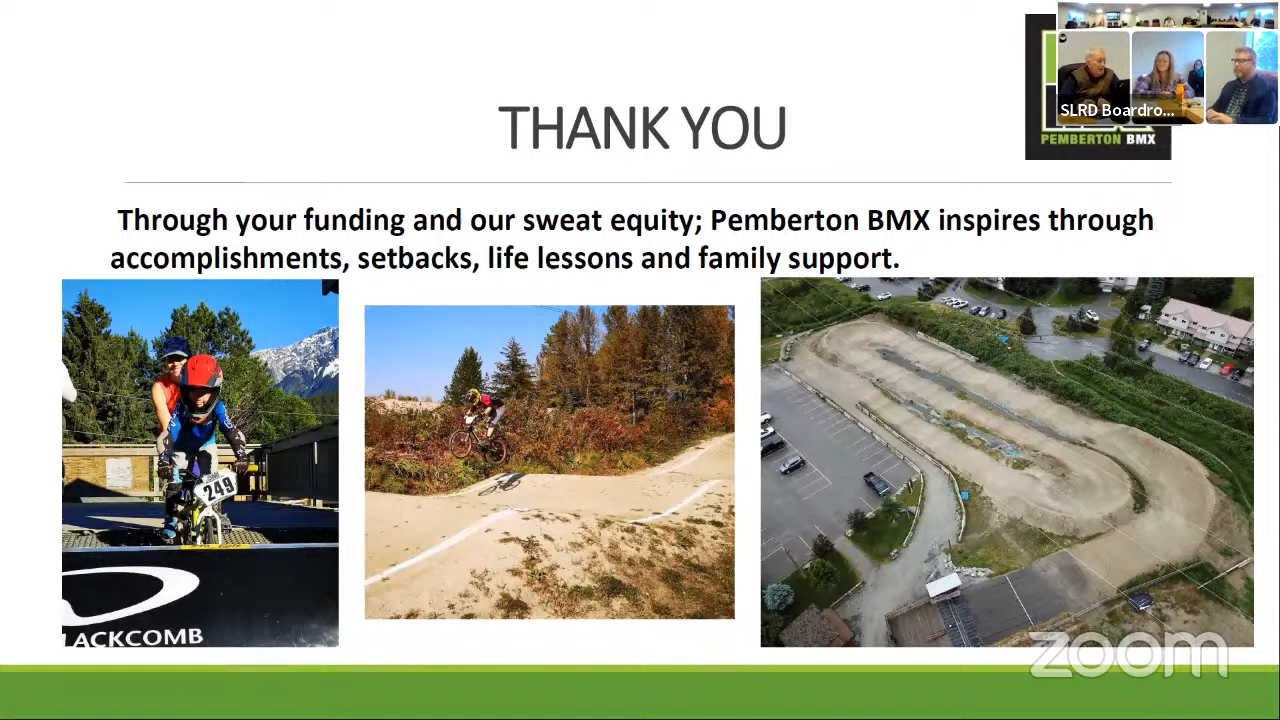 THANK YOU
SLRD Boardro...
PEMBERTON BMX
Through your funding and our sweat equity; Pemberton BMX inspires through
accomplishments, setbacks, life lessons and family support.
249
LACKCOMB
zoom